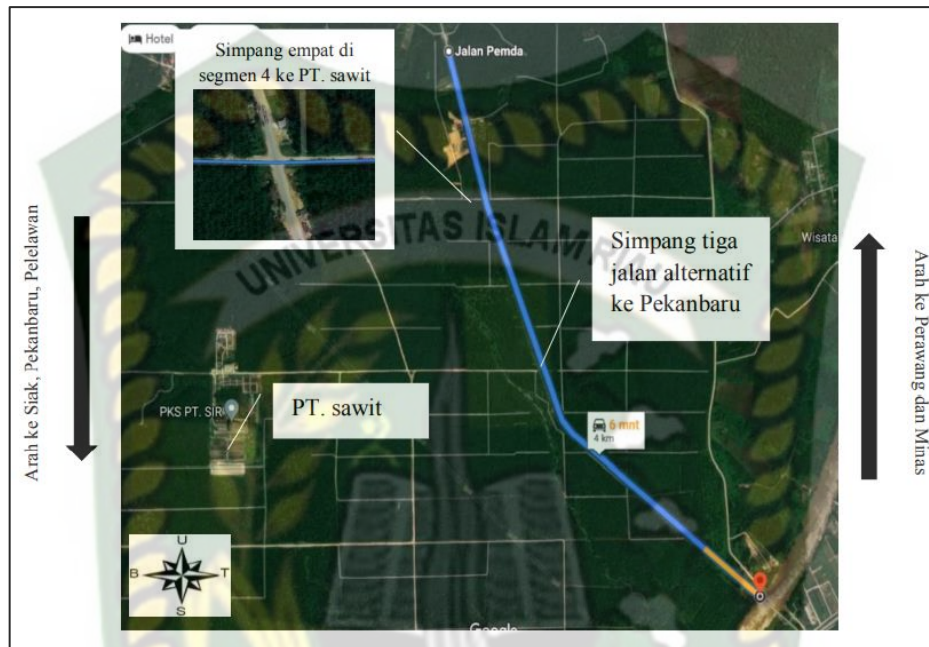 Hotel
Simpang empat di
segmen 4 ke PT. sawit
Jalan Pemda
Arah ke Siak, Pekanbaru, Pelelawan
UNIVERSITAS ISLAM RIAU
Simpang tiga
jalan alternatif
ke Pekanbaru
Wisata
Arah ke Perawang dan Minas
PKS PT. SIR
PT. sawit
6 mnt
4 km
U
B
T
S
Google